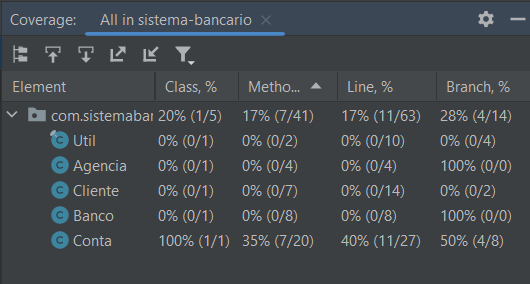 Coverage: All in sistema-bancario
Element Class, % Metho... Line, % Branch, %
com.sistemabar 20% (1/5) 17% (7/41) 17% (11/63) 28% (4/14)
Util 0% (0/1) 0% (0/2) 0% (0/10) 0% (0/4)
Agencia 0% (0/1) 0% (0/4) 0% (0/4) 100% (0/0)
Cliente 0% (0/1) 0% (0/7) 0% (0/14) 0% (0/2)
Banco 0% (0/1) 0% (0/8) 0% (0/8) 100% (0/0)
Conta 100% (1/1) 35% (7/20) 40% (11/27) 50% (4/8)